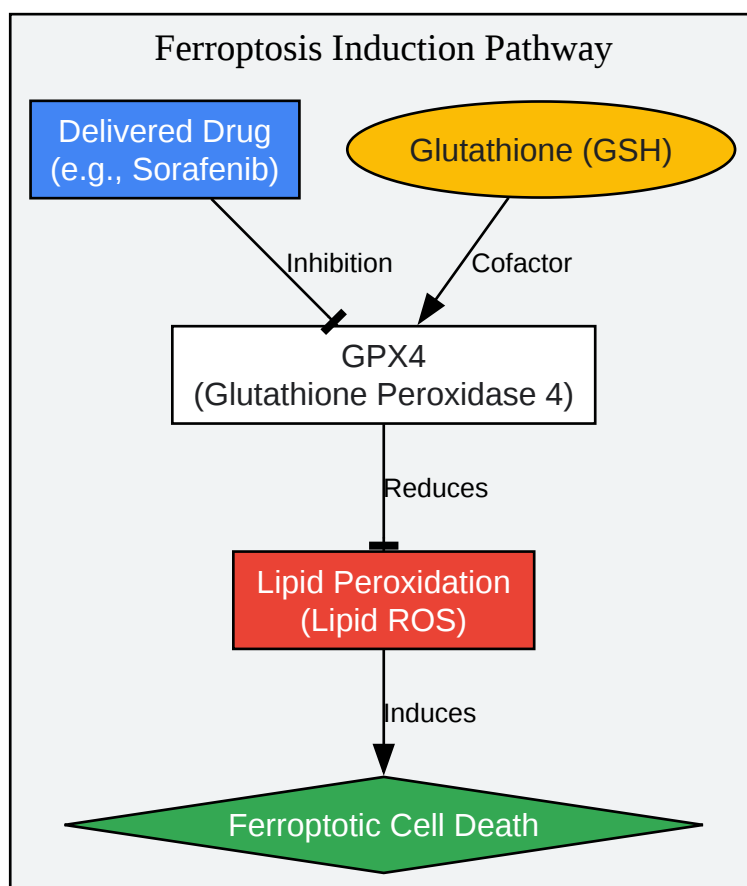 Ferroptosis Induction Pathway
Delivered Drug
(e.g., Sorafenib)
Glutathione (GSH)
Inhibition
Cofactor
GPX4
(Glutathione Peroxidase 4)
Reduces
Lipid Peroxidation
(Lipid ROS)
Induces
Ferroptotic Cell Death